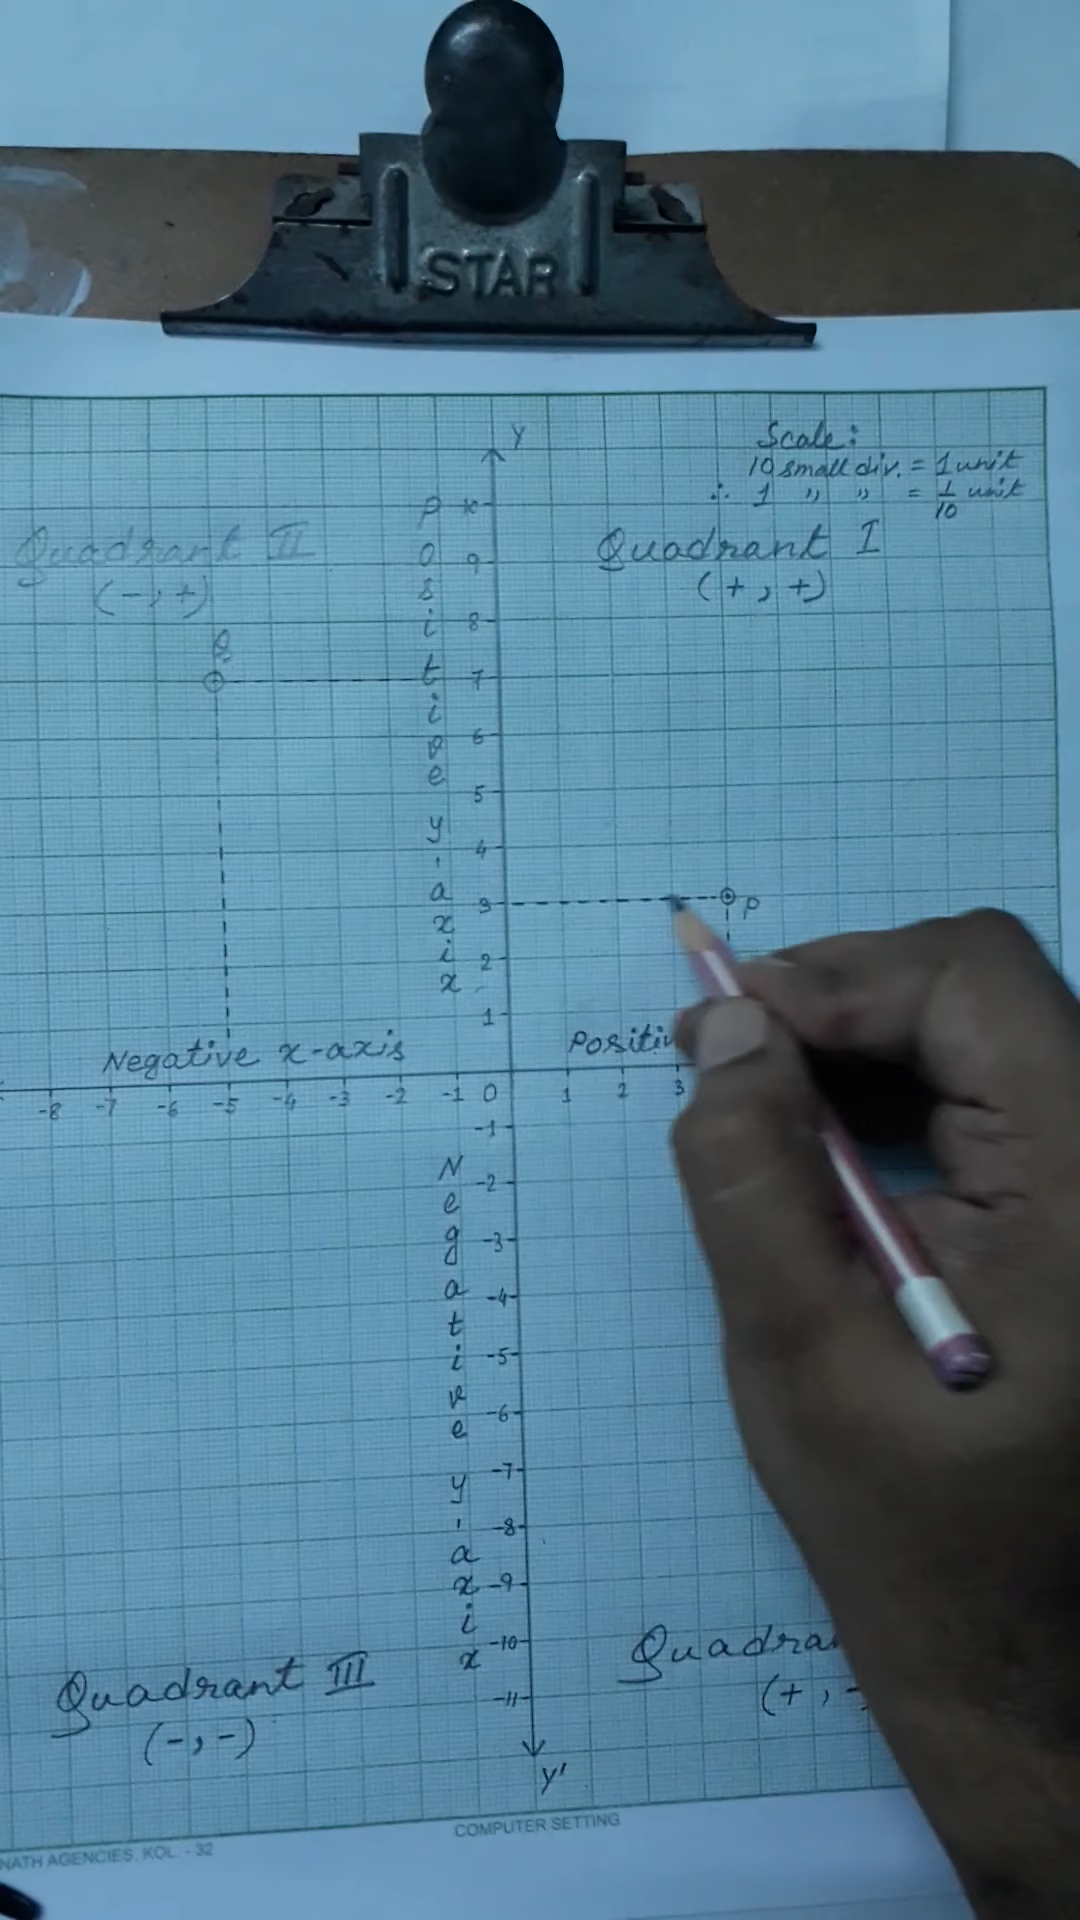 STAR
Y
Scale:
10 small div. = 1 unit
∴ 1 " " = 1/10 unit
Quadrant II
(-,+)
Quadrant I
(+,+)
Positive y-axis
10
9
8
7
6
5
4
3
2
1
P
Negative x-axis
Positiv
-8 -7 -6 -5 -4 -3 -2 -1 0 1 2 3
-1
-2
-3
-4
-5
-6
-7
-8
-9
-10
-11
Negative y-axis
Quadrant III
(-,-)
Quadran
(+,-
Y'
COMPUTER SETTING
NATH AGENCIES, KOL. - 32